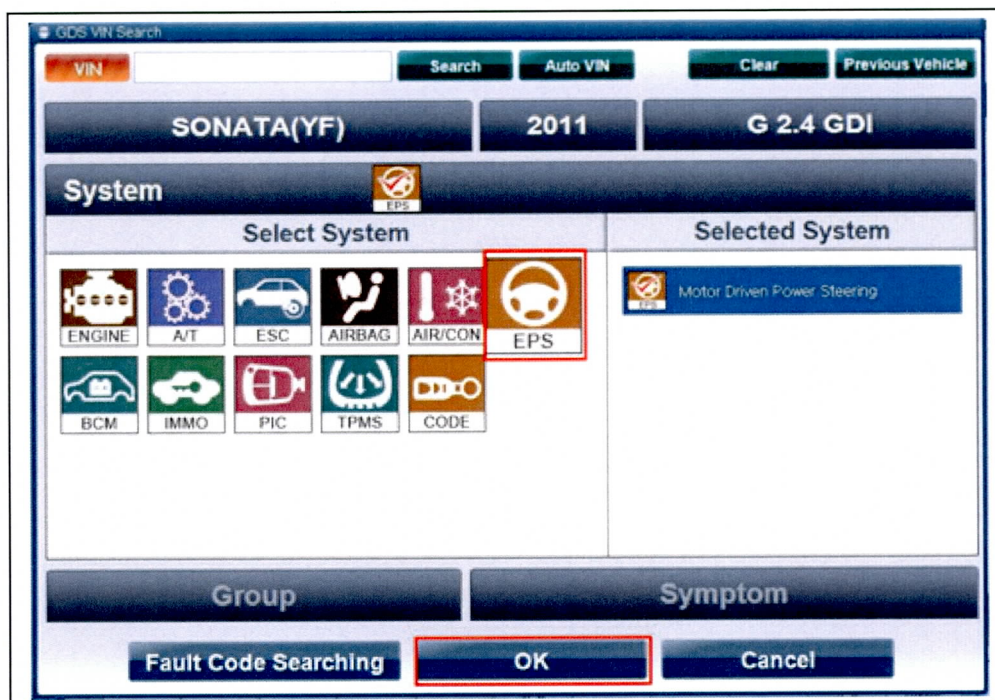 GDS VIN Search
VIN Search Auto VIN Clear Previous Vehicle
SONATA(YF) 2011 G 2.4 GDI
System EPS
Select System Selected System
EPS Motor Driven Power Steering
ENGINE A/T ESC AIRBAG AIR/CON EPS
BCM IMMO PIC TPMS CODE
Group Symptom
Fault Code Searching OK Cancel